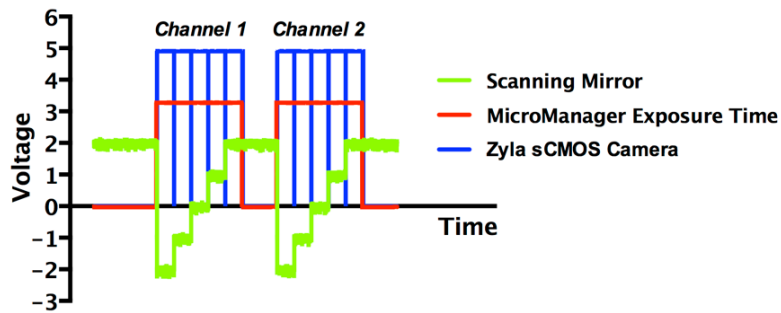 Channel 1 Channel 2
6
5
4
3
2
1
0
-1
-2
-3
Voltage
Time
Scanning Mirror
MicroManager Exposure Time
Zyla sCMOS Camera